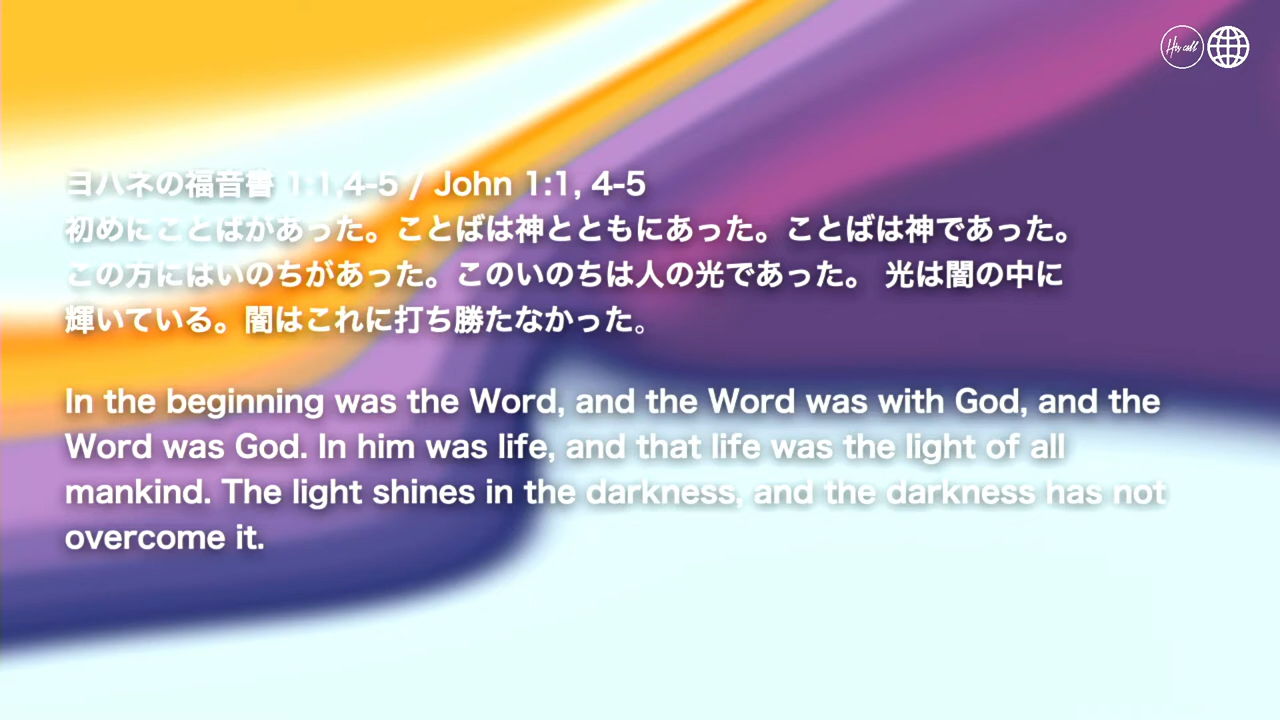 His call
ヨハネの福音書 1:1,4-5 / John 1:1, 4-5
初めにことばがあった。ことばは神とともにあった。ことばは神であった。
この方にはいのちがあった。このいのちは人の光であった。 光は闇の中に
輝いている。闇はこれに打ち勝たなかった。
In the beginning was the Word, and the Word was with God, and the
Word was God. In him was life, and that life was the light of all
mankind. The light shines in the darkness, and the darkness has not
overcome it.